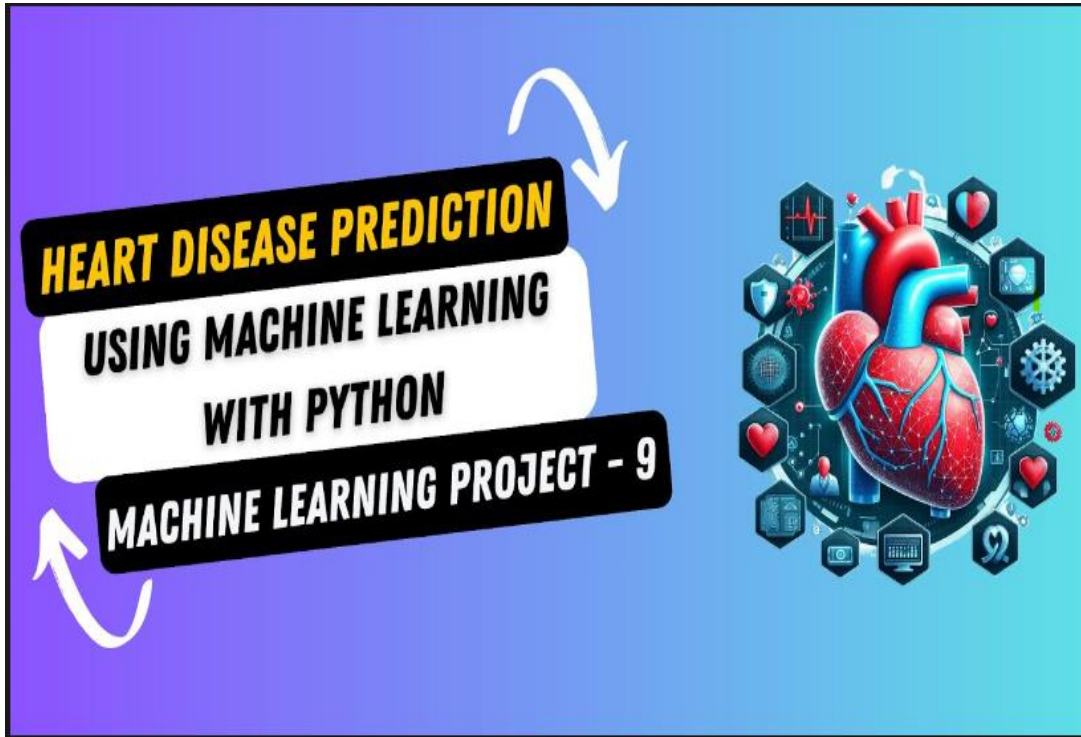 HEART DISEASE PREDICTION
USING MACHINE LEARNING
WITH PYTHON
MACHINE LEARNING PROJECT - 9